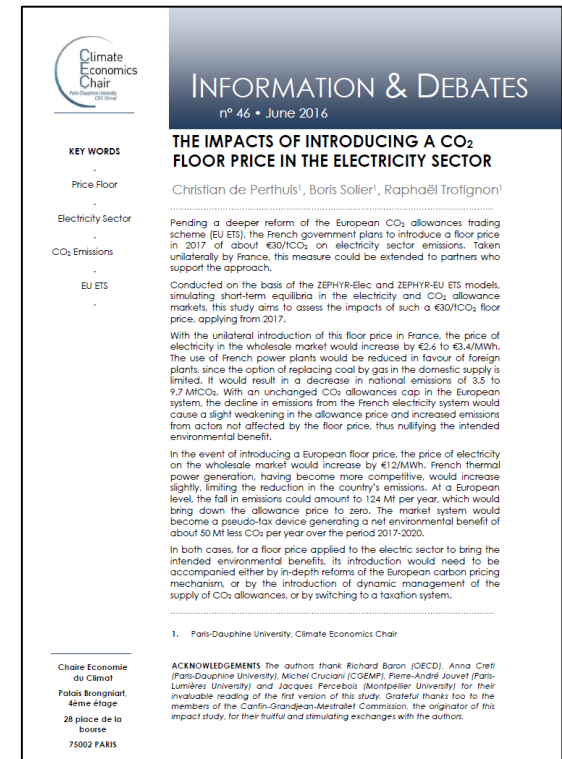 Climate
Economics
Chair
Paris-Dauphine University
CDC Climat
INFORMATION & DEBATES
n° 46 • June 2016
KEY WORDS
.
Price Floor
.
Electricity Sector
.
CO₂ Emissions
.
EU ETS
.
THE IMPACTS OF INTRODUCING A CO₂
FLOOR PRICE IN THE ELECTRICITY SECTOR
Christian de Perthuis¹, Boris Solier¹, Raphaël Trotignon¹
Pending a deeper reform of the European CO₂ allowances trading
scheme (EU ETS), the French government plans to introduce a floor price
in 2017 of about €30/tCO₂ on electricity sector emissions. Taken
unilaterally by France, this measure could be extended to partners who
support the approach.
Conducted on the basis of the ZEPHYR-Elec and ZEPHYR-EU ETS models,
simulating short-term equilibria in the electricity and CO₂ allowance
markets, this study aims to assess the impacts of such a €30/tCO₂ floor
price, applying from 2017.
With the unilateral introduction of this floor price in France, the price of
electricity in the wholesale market would increase by €2.6 to €3.4/MWh.
The use of French power plants would be reduced in favour of foreign
plants, since the option of replacing coal by gas in the domestic supply is
limited. It would result in a decrease in national emissions of 3.5 to
9.7 MtCO₂. With an unchanged CO₂ allowances cap in the European
system, the decline in emissions from the French electricity system would
cause a slight weakening in the allowance price and increased emissions
from actors not affected by the floor price, thus nullifying the intended
environmental benefit.
In the event of introducing a European floor price, the price of electricity
on the wholesale market would increase by €12/MWh. French thermal
power generation, having become more competitive, would increase
slightly, limiting the reduction in the country's emissions. At a European
level, the fall in emissions could amount to 124 Mt per year, which would
bring down the allowance price to zero. The market system would
become a pseudo-tax device generating a net environmental benefit of
about 50 Mt less CO₂ per year over the period 2017-2020.
In both cases, for a floor price applied to the electric sector to bring the
intended environmental benefits, its introduction would need to be
accompanied either by in-depth reforms of the European carbon pricing
mechanism, or by the introduction of dynamic management of the
supply of CO₂ allowances, or by switching to a taxation system.
1. Paris-Dauphine University, Climate Economics Chair
Chaire Economie
du Climat
Palais Brongniart,
4ème étage
28 place de la
bourse
75002 PARIS
ACKNOWLEDGEMENTS The authors thank Richard Baron (OECD), Anna Creti
(Paris-Dauphine University), Michel Cruciani (CGEMP), Pierre-André Jouvet (Paris-
Lumières University) and Jacques Percebois (Montpellier University) for their
invaluable reading of the first version of this study. Grateful thanks too to the
members of the Canfin-Grandjean-Mestrallet Commission, the originator of this
impact study, for their fruitful and stimulating exchanges with the authors.